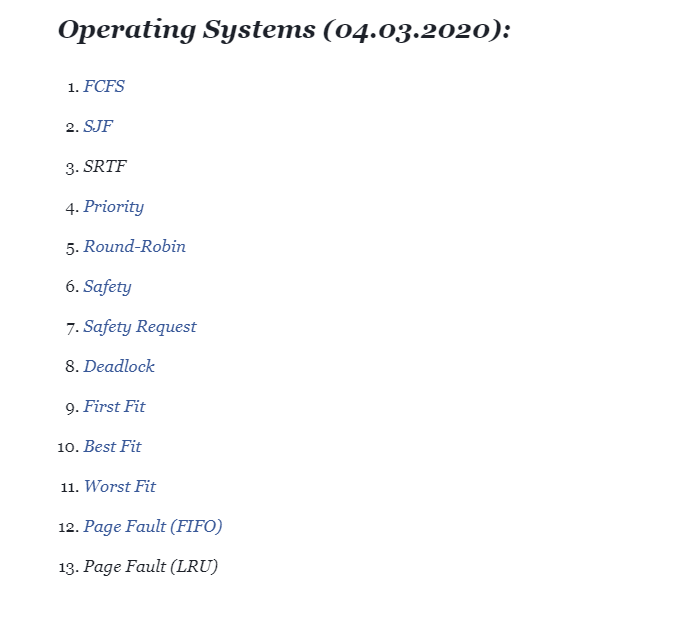 Operating Systems (04.03.2020):
1. FCFS
2. SJF
3. SRTF
4. Priority
5. Round-Robin
6. Safety
7. Safety Request
8. Deadlock
9. First Fit
10. Best Fit
11. Worst Fit
12. Page Fault (FIFO)
13. Page Fault (LRU)